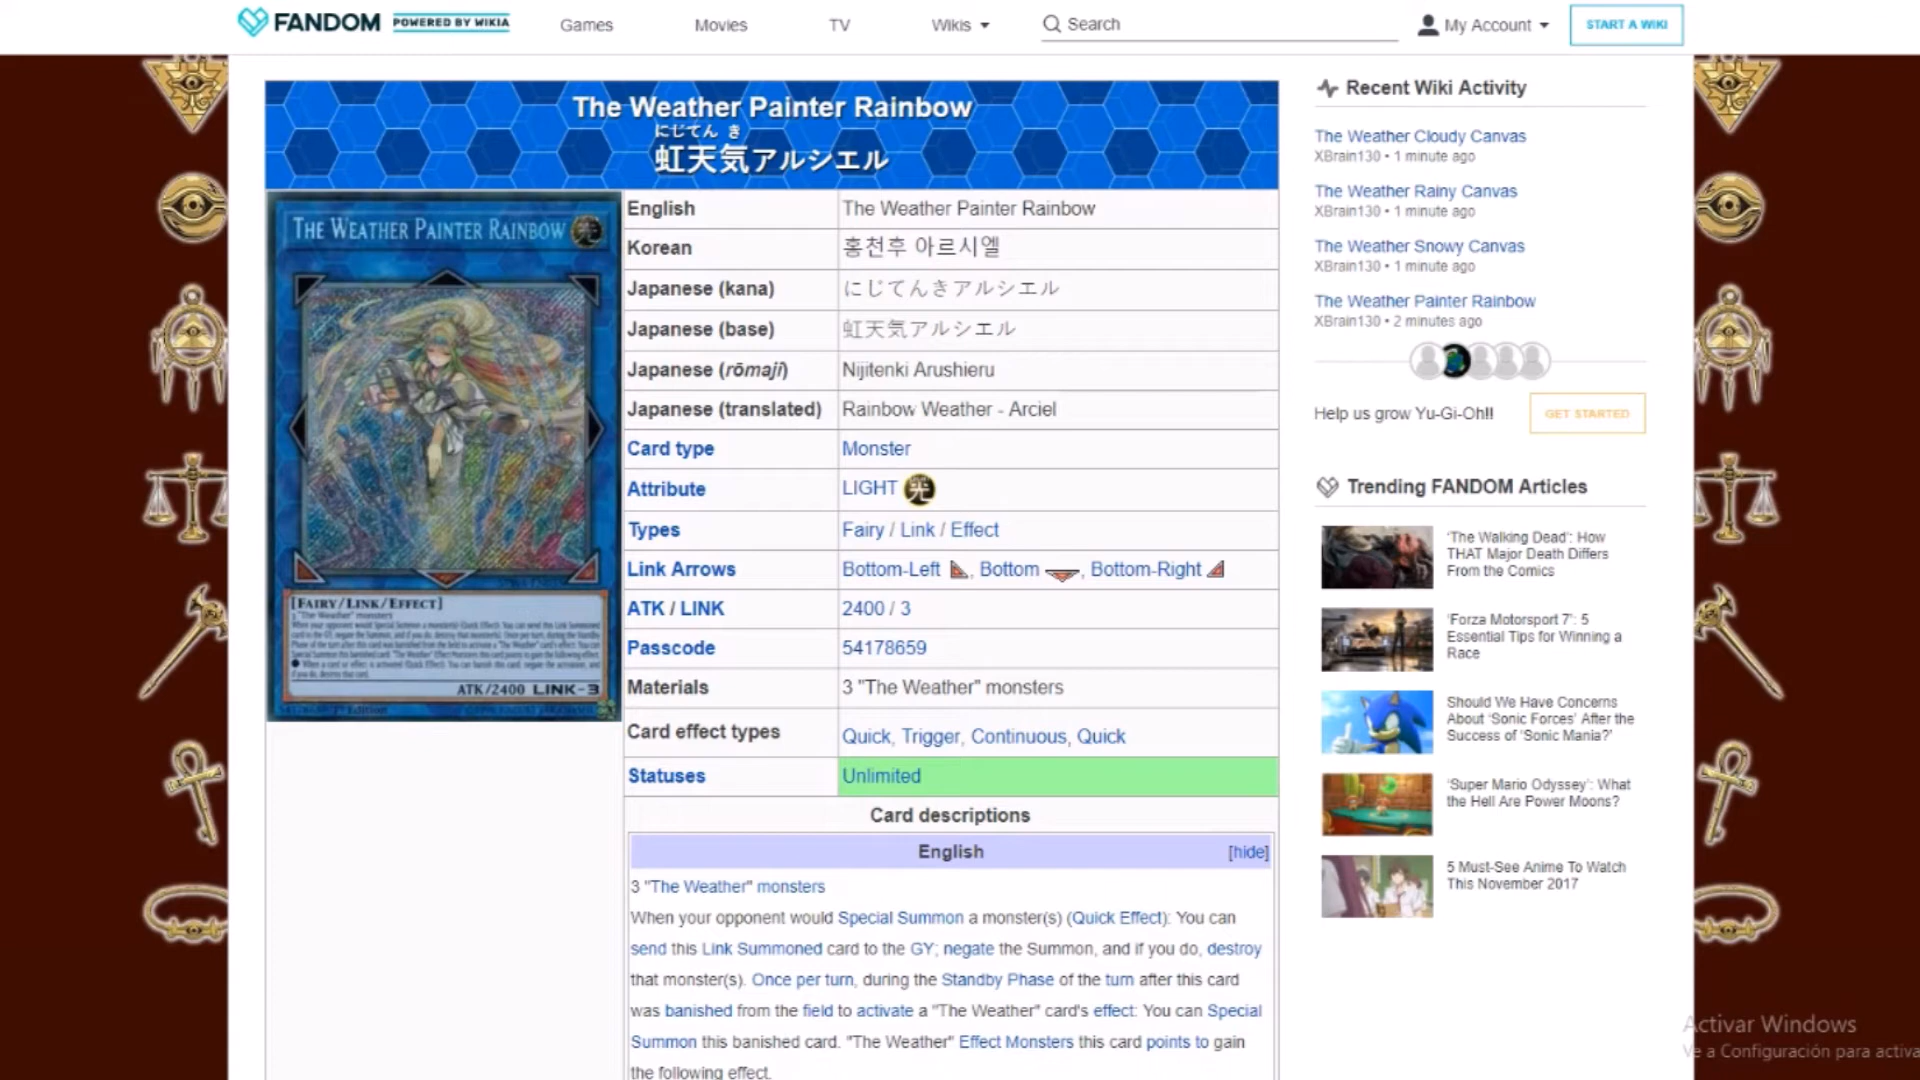 FANDOM POWERED BY WIKIA
Games
Movies
TV
Wikis
Search
My Account
START A WIKI
The Weather Painter Rainbow
にじてん き
虹天気アルシエル
THE WEATHER PAINTER RAINBOW
[FAIRY/LINK/EFFECT]
3 "The Weather" monsters
ATK/2400 LINK-3
English The Weather Painter Rainbow
Korean 홍천후 아르시엘
Japanese (kana) にじてんきアルシエル
Japanese (base) 虹天気アルシエル
Japanese (rōmaji) Nijitenki Arushieru
Japanese (translated) Rainbow Weather - Arciel
Card type Monster
Attribute LIGHT 光
Types Fairy / Link / Effect
Link Arrows Bottom-Left , Bottom , Bottom-Right
ATK / LINK 2400 / 3
Passcode 54178659
Materials 3 "The Weather" monsters
Card effect types Quick, Trigger, Continuous, Quick
Statuses Unlimited
Card descriptions
English [hide]
3 "The Weather" monsters
When your opponent would Special Summon a monster(s) (Quick Effect): You can
send this Link Summoned card to the GY; negate the Summon, and if you do, destroy
that monster(s). Once per turn, during the Standby Phase of the turn after this card
was banished from the field to activate a "The Weather" card's effect: You can Special
Summon this banished card. "The Weather" Effect Monsters this card points to gain
the following effect.
Recent Wiki Activity
The Weather Cloudy Canvas
XBrain130 • 1 minute ago
The Weather Rainy Canvas
XBrain130 • 1 minute ago
The Weather Snowy Canvas
XBrain130 • 1 minute ago
The Weather Painter Rainbow
XBrain130 • 2 minutes ago
Help us grow Yu-Gi-Oh!!
GET STARTED
Trending FANDOM Articles
'The Walking Dead': How
THAT Major Death Differs
From the Comics
'Forza Motorsport 7': 5
Essential Tips for Winning a
Race
Should We Have Concerns
About 'Sonic Forces' After the
Success of 'Sonic Mania?'
'Super Mario Odyssey': What
the Hell Are Power Moons?
5 Must-See Anime To Watch
This November 2017
Activar Windows
Ve a Configuración para activa